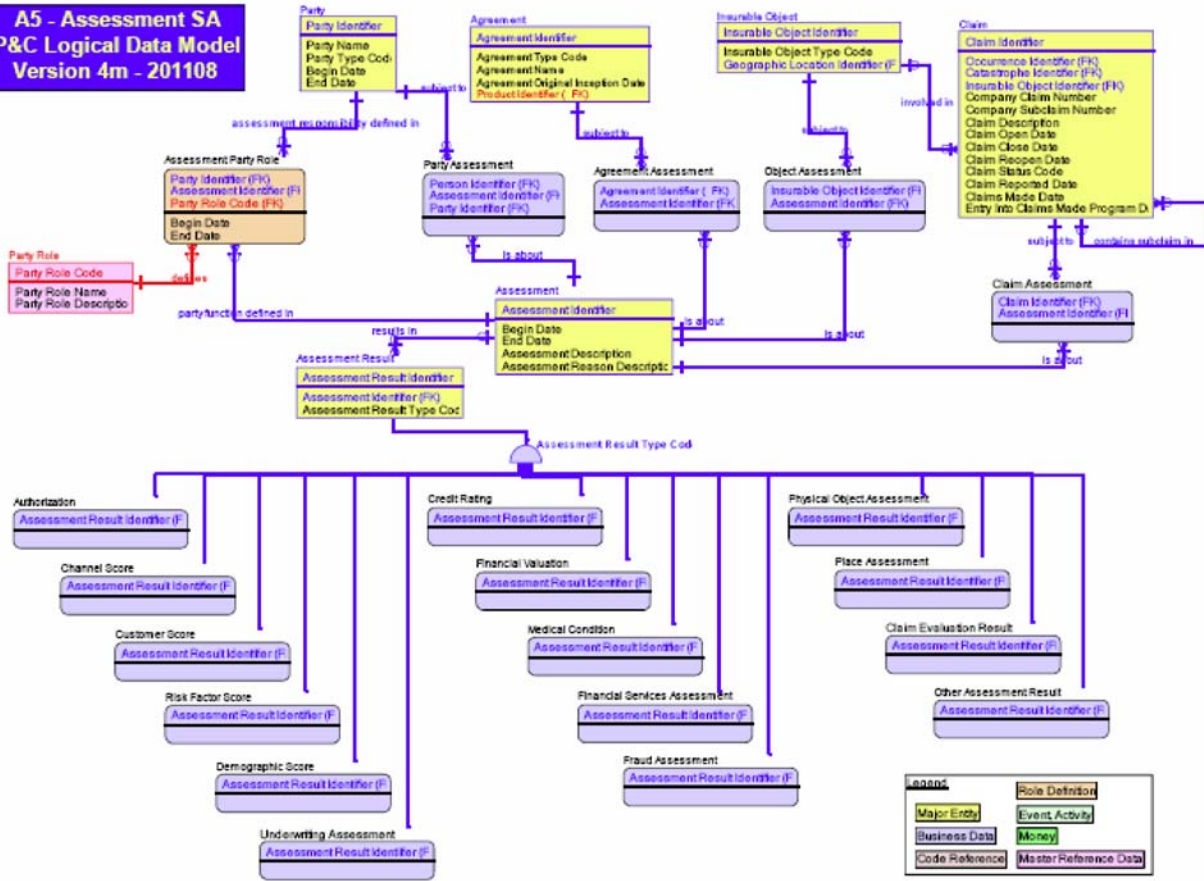 A5 - Assessment SA
P&C Logical Data Model
Version 4m - 201108
Party
Party Identifier
Party Name
Party Type Cod
Begin Date
End Date
Agreement
Agreement Identifier
Agreement Type Code
Agreement Name
Agreement Original Inception Date
Product Identifier ( FK)
Insurable Object
Insurable Object Identifier
Insurable Object Type Code
Geographic Location Identifier (F
Claim
Claim Identifier
Occurrence Identifier (FK)
Catastrophe Identifier (FK)
Insurable Object Identifier (FK)
Company Claim Number
Company Subclaim Number
Claim Description
Claim Open Date
Claim Close Date
Claim Reopen Date
Claim Status Code
Claim Reported Date
Claims Made Date
Entry Into Claims Made Program D
assessment responsibility defined in
subject to
subject to
subject to
involved in
subject to
contains subclaim in
Assessment Party Role
Party Identifier (FK)
Assessment Identifier (F
Party Role Code (FK)
Begin Date
End Date
Party Assessment
Person Identifier (FK)
Assessment Identifier (F
Party Identifier (FK)
Agreement Assessment
Agreement Identifier ( FK)
Assessment Identifier (FK
Object Assessment
Insurable Object Identifier (F
Assessment Identifier (FK)
Party Role
Party Role Code
Party Role Name
Party Role Descriptio
defines
party function defined in
is about
is about
is about
is about
results in
Claim Assessment
Claim Identifier (FK)
Assessment Identifier (F
Assessment
Assessment Identifier
Begin Date
End Date
Assessment Description
Assessment Reason Descriptic
Assessment Result
Assessment Result Identifier
Assessment Identifier (FK)
Assessment Result Type Coc
Assessment Result Type Cod
Authorization
Assessment Result Identifier (F
Channel Score
Assessment Result Identifier (F
Customer Score
Assessment Result Identifier (F
Risk Factor Score
Assessment Result Identifier (F
Demographic Score
Assessment Result Identifier (F
Underwriting Assessment
Assessment Result Identifier (F
Credit Rating
Assessment Result Identifier (F
Financial Valuation
Assessment Result Identifier (F
Medical Condition
Assessment Result Identifier (F
Financial Services Assessment
Assessment Result Identifier (F
Fraud Assessment
Assessment Result Identifier (F
Physical Object Assessment
Assessment Result Identifier (F
Place Assessment
Assessment Result Identifier (F
Claim Evaluation Result
Assessment Result Identifier (F
Other Assessment Result
Assessment Result Identifier (F
Legend
Role Definition
Major Entity
Event, Activity
Business Data
Money
Code Reference
Master Reference Data